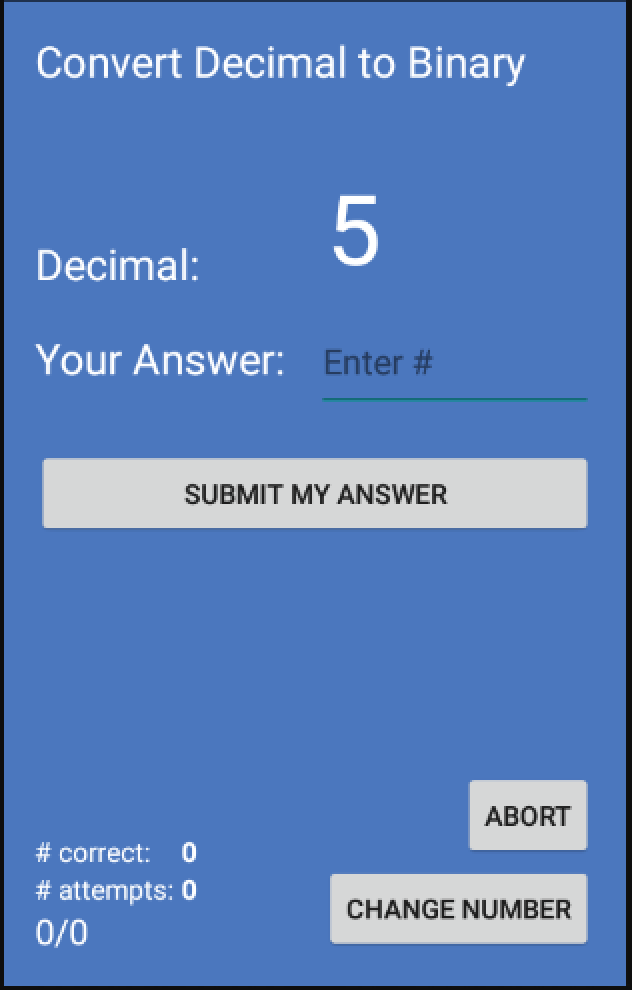 Convert Decimal to Binary
Decimal: 5
Your Answer: Enter #
SUBMIT MY ANSWER
ABORT
# correct: 0
# attempts: 0
CHANGE NUMBER
0/0